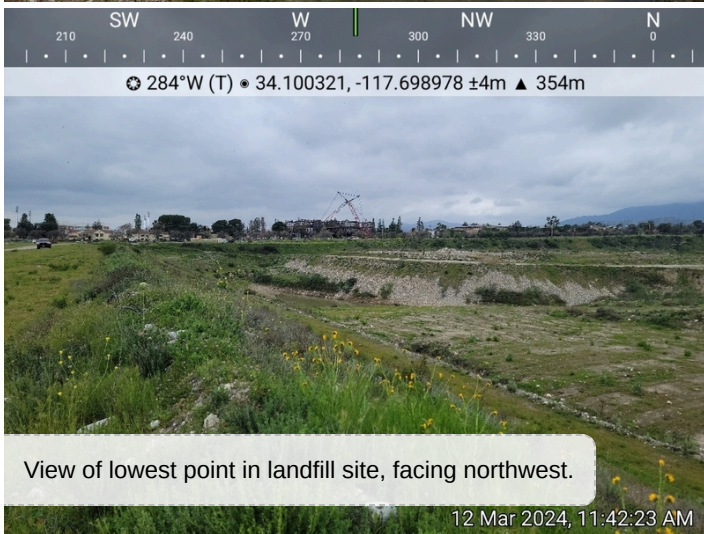 SW W NW N
210 240 270 300 330 0
284°W (T) ◉ 34.100321, -117.698978 ±4m ▲ 354m
View of lowest point in landfill site, facing northwest.
12 Mar 2024, 11:42:23 AM